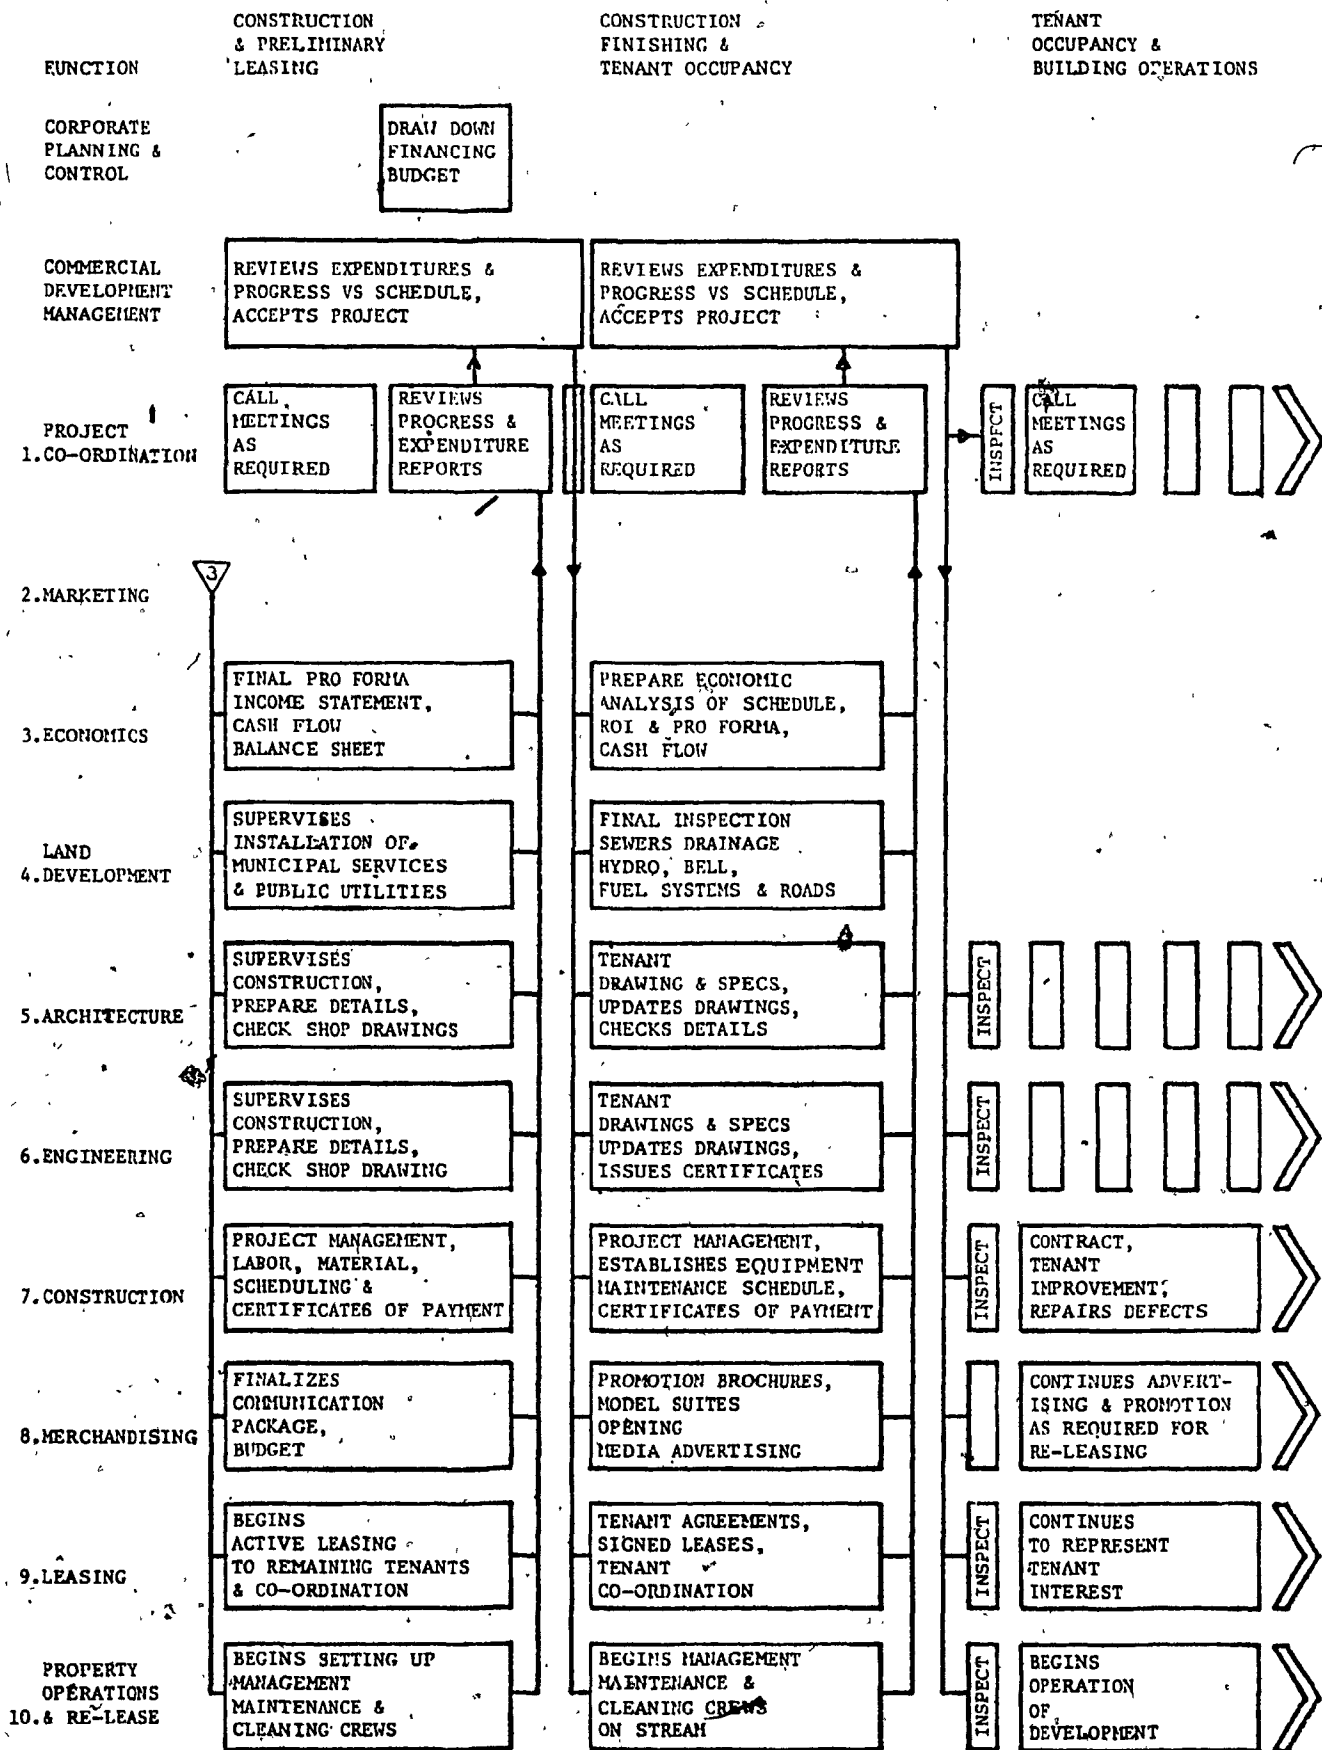 CONSTRUCTION
& PRELIMINARY
LEASING
CONSTRUCTION
FINISHING &
TENANT OCCUPANCY
TENANT
OCCUPANCY &
BUILDING OPERATIONS
FUNCTION
CORPORATE
PLANNING &
CONTROL
DRAW DOWN
FINANCING
BUDGET
COMMERCIAL
DEVELOPMENT
MANAGEMENT
REVIEWS EXPENDITURES &
PROGRESS VS SCHEDULE,
ACCEPTS PROJECT
REVIEWS EXPENDITURES &
PROGRESS VS SCHEDULE,
ACCEPTS PROJECT
PROJECT
1.CO-ORDINATION
CALL
MEETINGS
AS
REQUIRED
REVIEWS
PROGRESS &
EXPENDITURE
REPORTS
CALL
MEETINGS
AS
REQUIRED
REVIEWS
PROGRESS &
EXPENDITURE
REPORTS
INSPECT
CALL
MEETINGS
AS
REQUIRED
3
2.MARKETING
3.ECONOMICS
FINAL PRO FORMA
INCOME STATEMENT,
CASH FLOW
BALANCE SHEET
PREPARE ECONOMIC
ANALYSIS OF SCHEDULE,
ROI & PRO FORMA,
CASH FLOW
LAND
4.DEVELOPMENT
SUPERVISES
INSTALLATION OF
MUNICIPAL SERVICES
& PUBLIC UTILITIES
FINAL INSPECTION
SEWERS DRAINAGE
HYDRO, BELL,
FUEL SYSTEMS & ROADS
5.ARCHITECTURE
SUPERVISES
CONSTRUCTION,
PREPARE DETAILS,
CHECK SHOP DRAWINGS
TENANT
DRAWING & SPECS,
UPDATES DRAWINGS,
CHECKS DETAILS
INSPECT
6.ENGINEERING
SUPERVISES
CONSTRUCTION,
PREPARE DETAILS,
CHECK SHOP DRAWING
TENANT
DRAWINGS & SPECS
UPDATES DRAWINGS,
ISSUES CERTIFICATES
INSPECT
7.CONSTRUCTION
PROJECT MANAGEMENT,
LABOR, MATERIAL,
SCHEDULING &
CERTIFICATES OF PAYMENT
PROJECT MANAGEMENT,
ESTABLISHES EQUIPMENT
MAINTENANCE SCHEDULE,
CERTIFICATES OF PAYMENT
INSPECT
CONTRACT,
TENANT
IMPROVEMENT,
REPAIRS DEFECTS
8.MERCHANDISING
FINALIZES
COMMUNICATION
PACKAGE,
BUDGET
PROMOTION BROCHURES,
MODEL SUITES
OPENING
MEDIA ADVERTISING
CONTINUES ADVERT-
ISING & PROMOTION
AS REQUIRED FOR
RE-LEASING
9.LEASING
BEGINS
ACTIVE LEASING
TO REMAINING TENANTS
& CO-ORDINATION
TENANT AGREEMENTS,
SIGNED LEASES,
TENANT
CO-ORDINATION
INSPECT
CONTINUES
TO REPRESENT
TENANT
INTEREST
PROPERTY
OPERATIONS
10.& RE-LEASE
BEGINS SETTING UP
MANAGEMENT
MAINTENANCE &
CLEANING CREWS
BEGINS MANAGEMENT
MAINTENANCE &
CLEANING CREWS
ON STREAM
INSPECT
BEGINS
OPERATION
OF
DEVELOPMENT